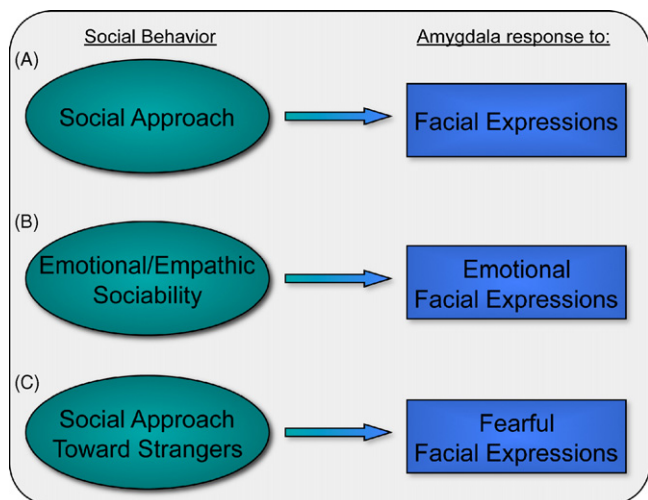 Social Behavior
Amygdala response to:
(A)
Social Approach
Facial Expressions
(B)
Emotional/Empathic
Sociability
Emotional
Facial Expressions
(C)
Social Approach
Toward Strangers
Fearful
Facial Expressions